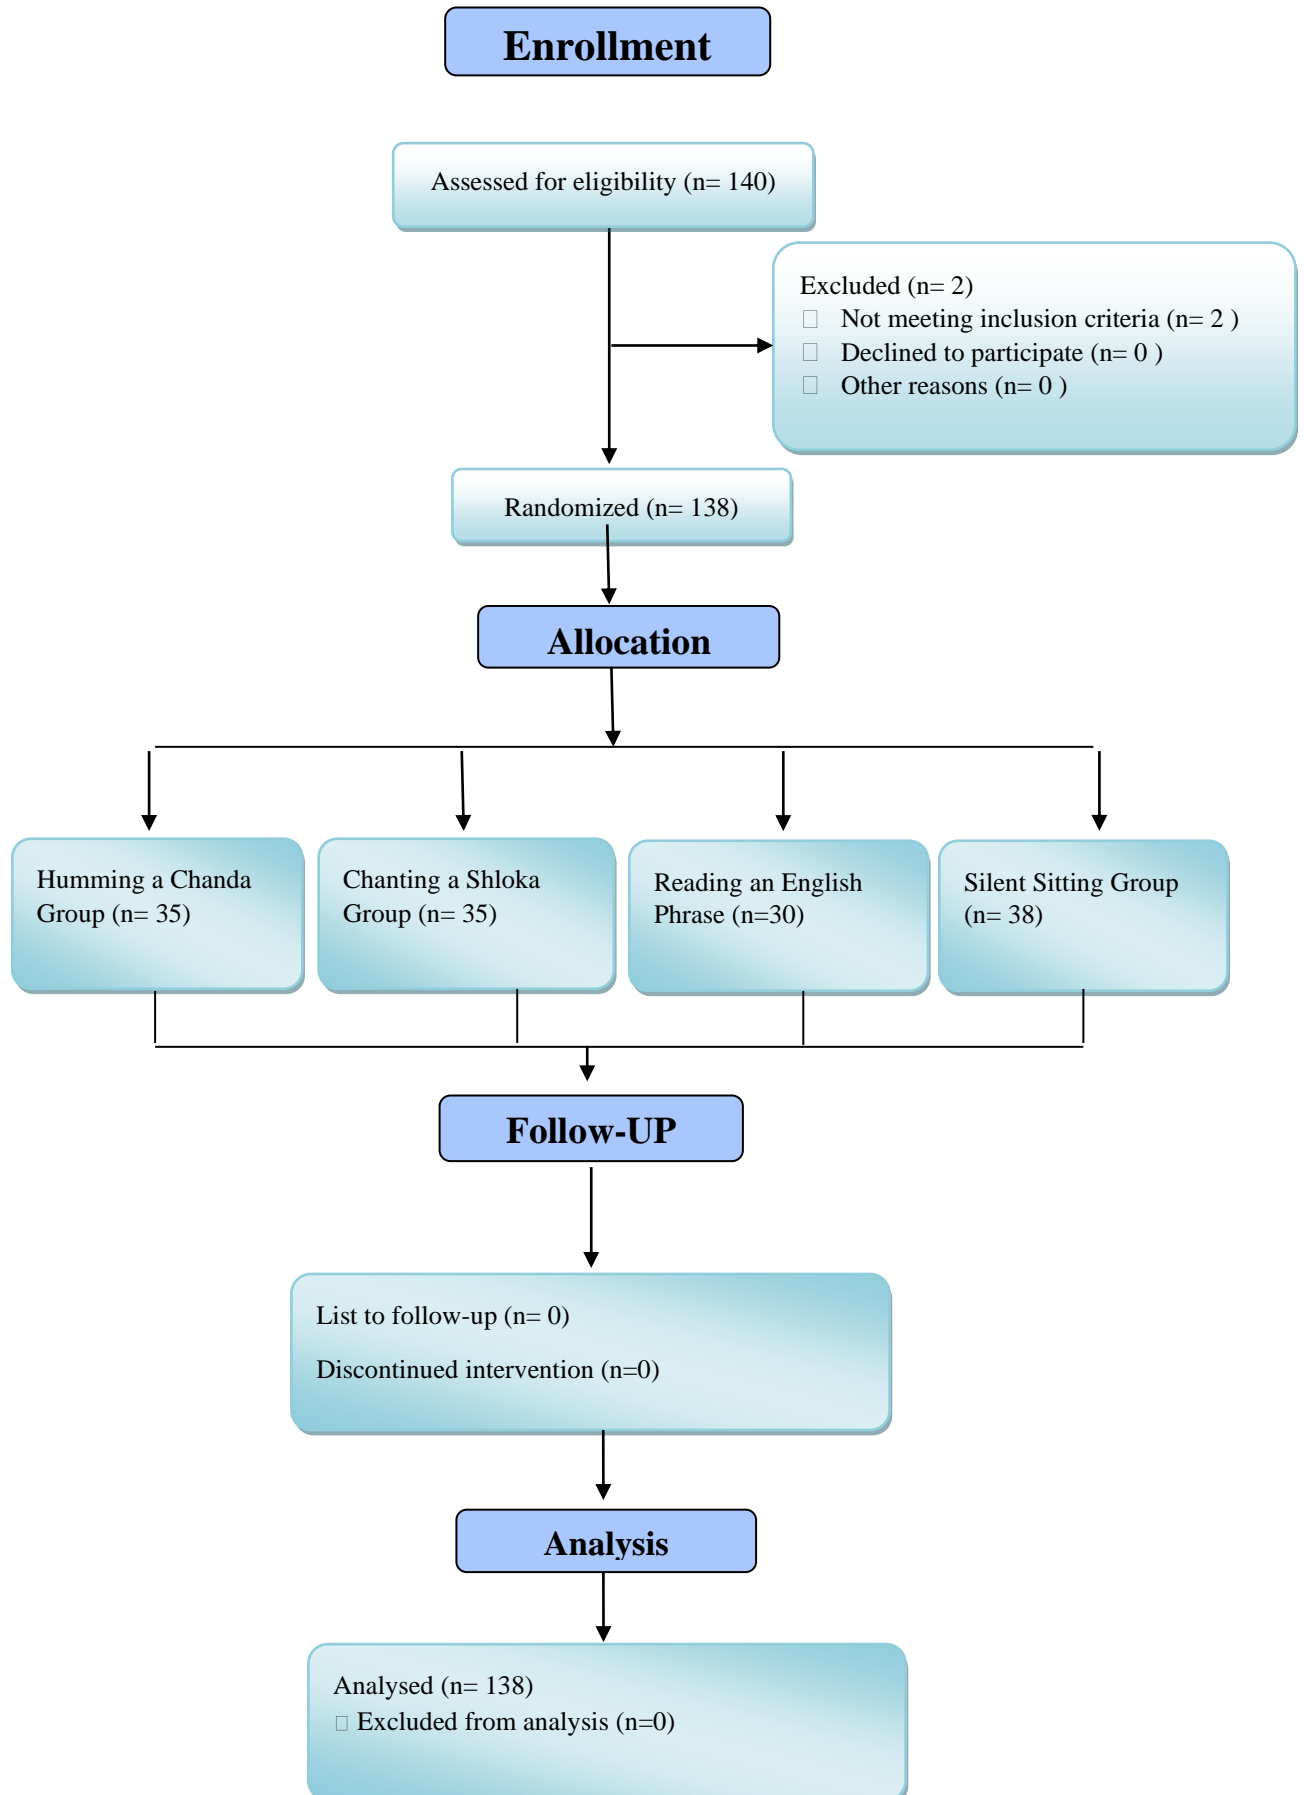 Enrollment
Assessed for eligibility (n= 140)
Excluded (n= 2)
□ Not meeting inclusion criteria (n= 2 )
□ Declined to participate (n= 0 )
□ Other reasons (n= 0 )
Randomized (n= 138)
Allocation
Humming a Chanda
Group (n= 35)
Chanting a Shloka
Group (n= 35)
Reading an English
Phrase (n=30)
Silent Sitting Group
(n= 38)
Follow-UP
List to follow-up (n= 0)
Discontinued intervention (n=0)
Analysis
Analysed (n= 138)
□ Excluded from analysis (n=0)